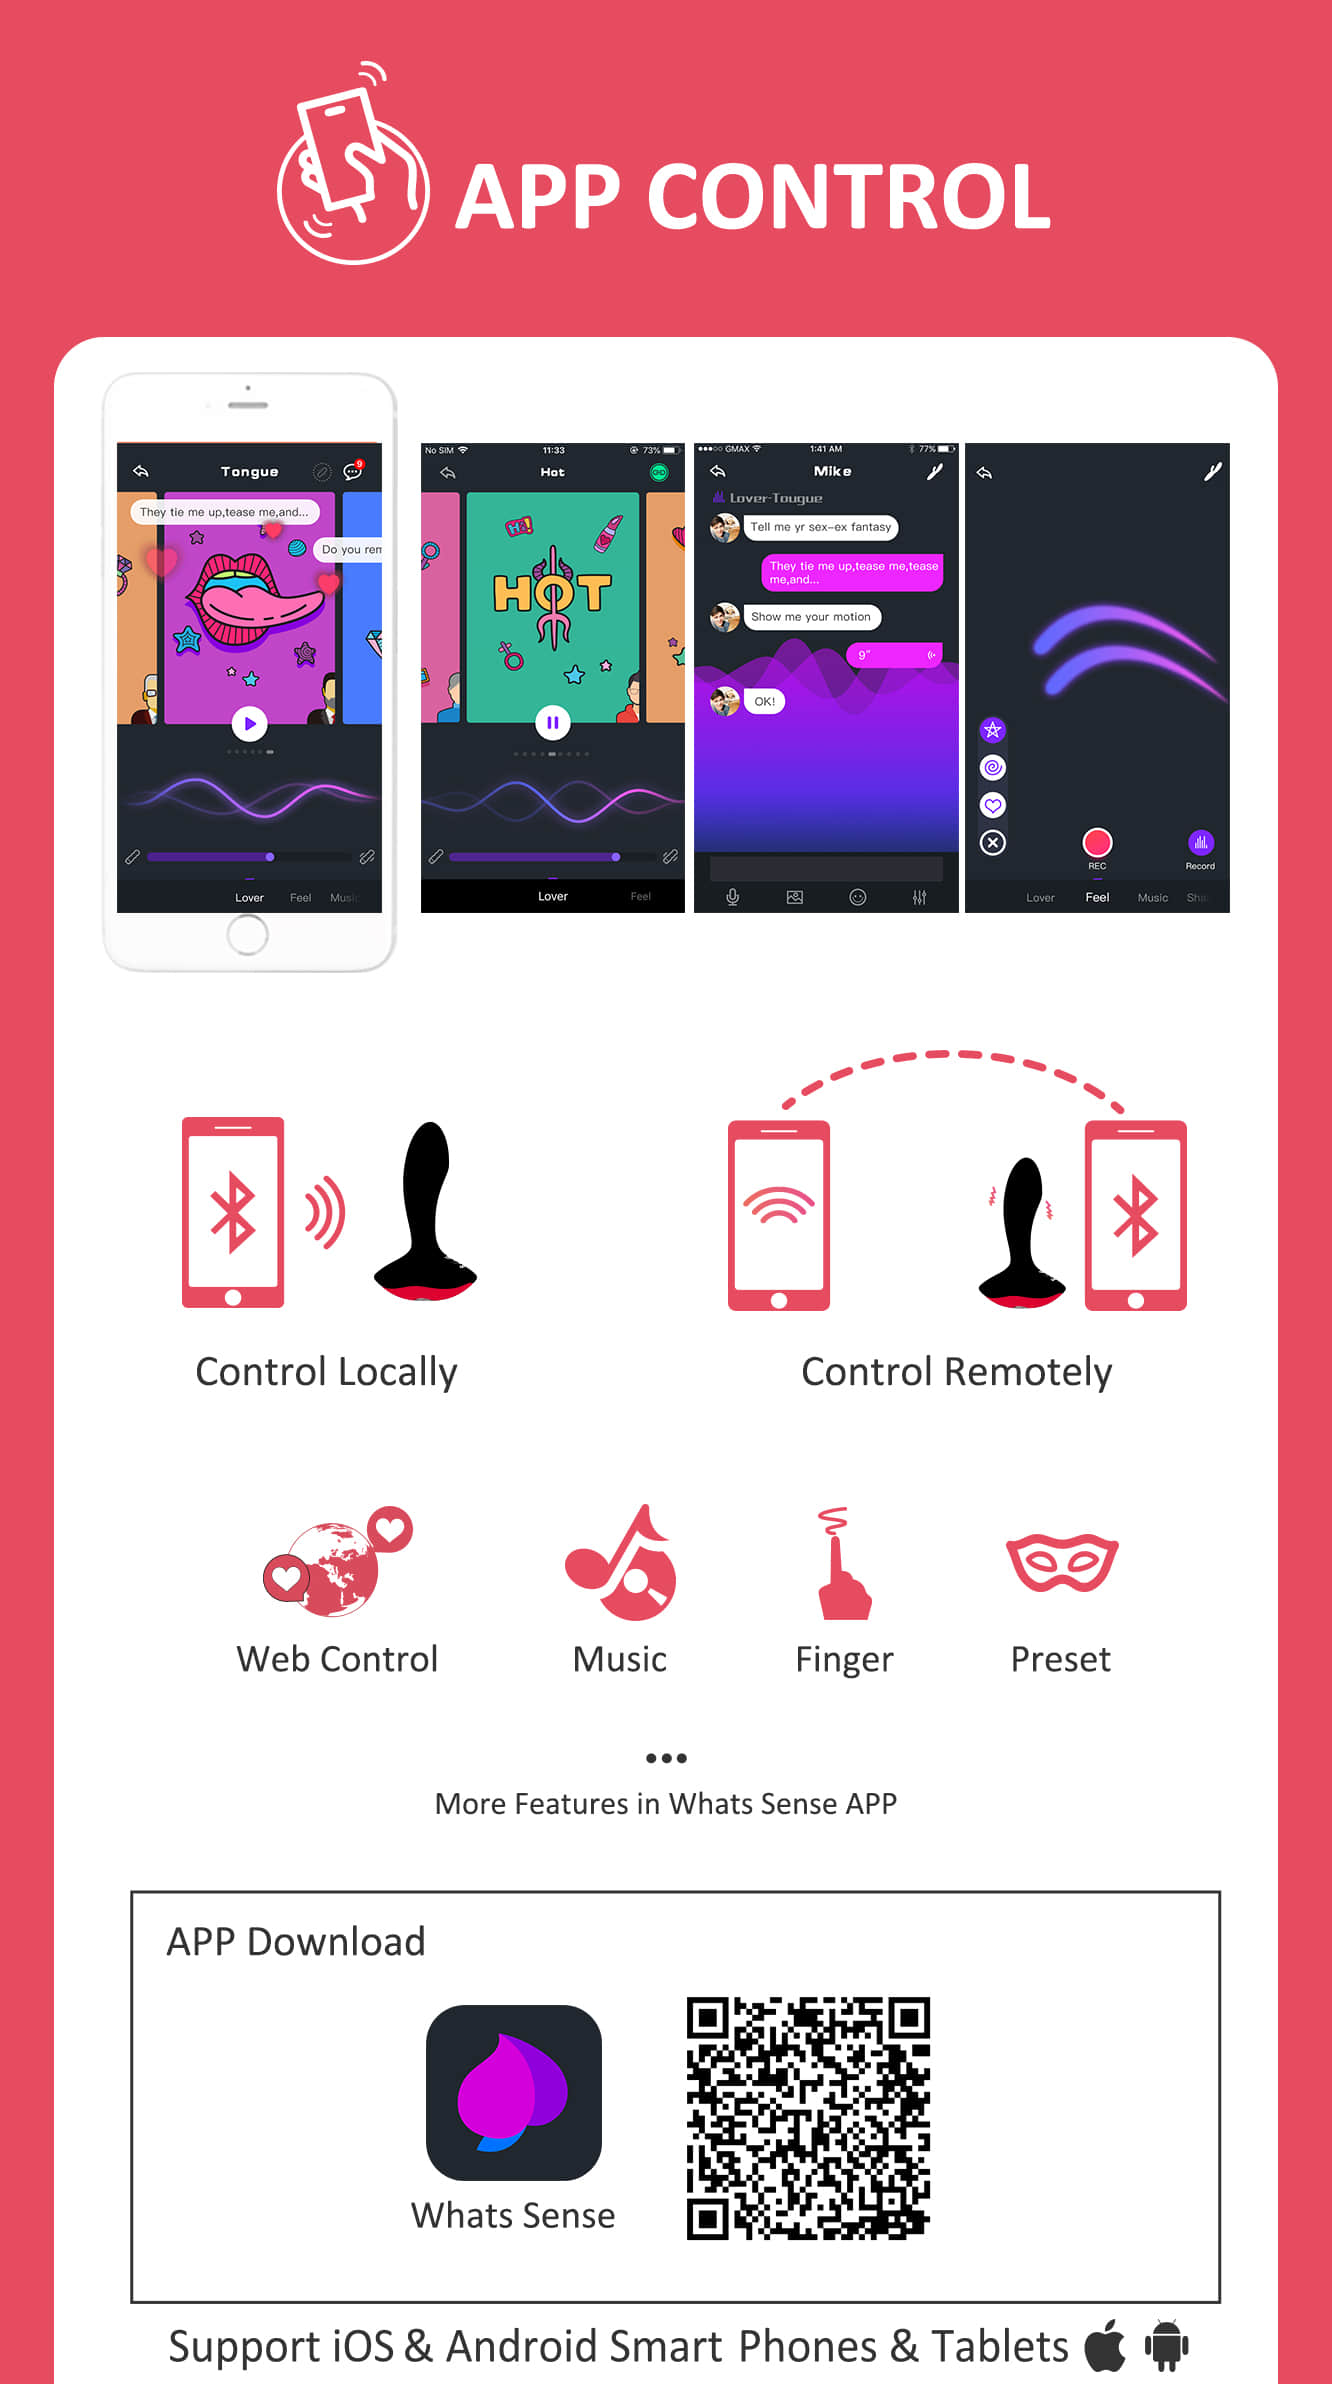 APP CONTROL
Tongue
9
They tie me up,tease me,and...
Do you rem
Lover Feel Music
No SIM 11:33 73%
Hot
Ha!
HOT
Lover Feel
GMAX 1:41 AM 77%
Mike
Lover-Tougue
Tell me yr sex-ex fantasy
They tie me up,tease me,tease
me,and...
Show me your motion
9"
OK!
REC
Record
Lover Feel Music Sha
Control Locally
Control Remotely
Web Control
Music
Finger
Preset
•••
More Features in Whats Sense APP
APP Download
Whats Sense
Support iOS & Android Smart Phones & Tablets